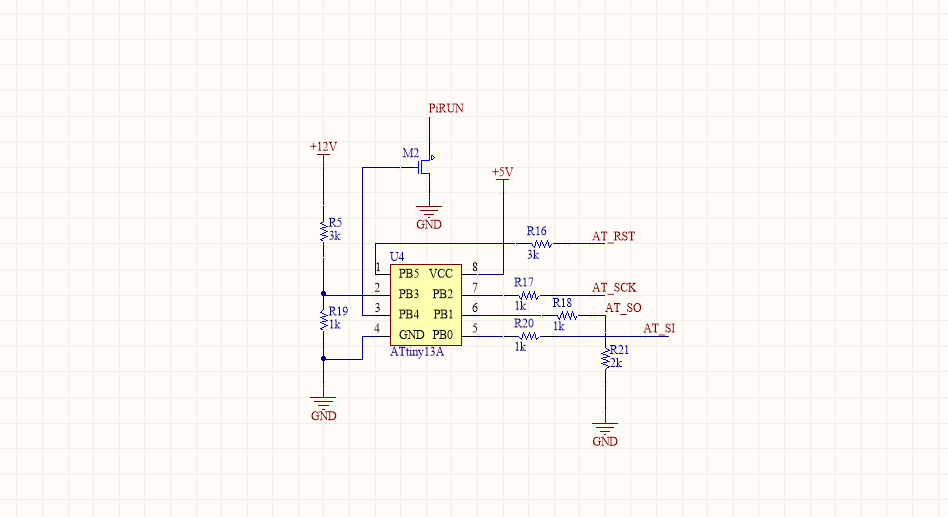 PiRUN
+12V
M2
+5V
GND
R5
3k
R16
AT_RST
3k
U4
1
PB5
VCC
8
2
PB3
PB2
7
R17
1k
AT_SCK
3
PB4
PB1
6
R18
1k
AT_SO
4
GND
PB0
5
R20
1k
AT_SI
ATtiny13A
R19
1k
R21
2k
GND
GND